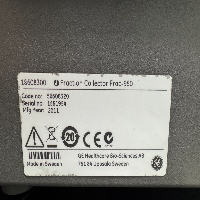 Fraction Collector Frac-950
Code no:
Serial no:
Mfg Year: 2011
20
Made in Sweden
GE Healthcare Bio-Sciences AB
751 84 Uppsala Sweden